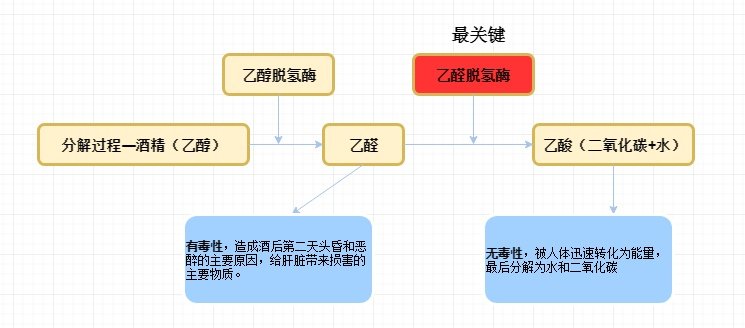 最关键
乙醇脱氢酶
乙醛脱氢酶
分解过程—酒精（乙醇）
乙醛
乙酸（二氧化碳+水）
有毒性，造成酒后第二天头昏和恶
醉的主要原因，给肝脏带来损害的
主要物质。
无毒性，被人体迅速转化为能量，
最后分解为水和二氧化碳